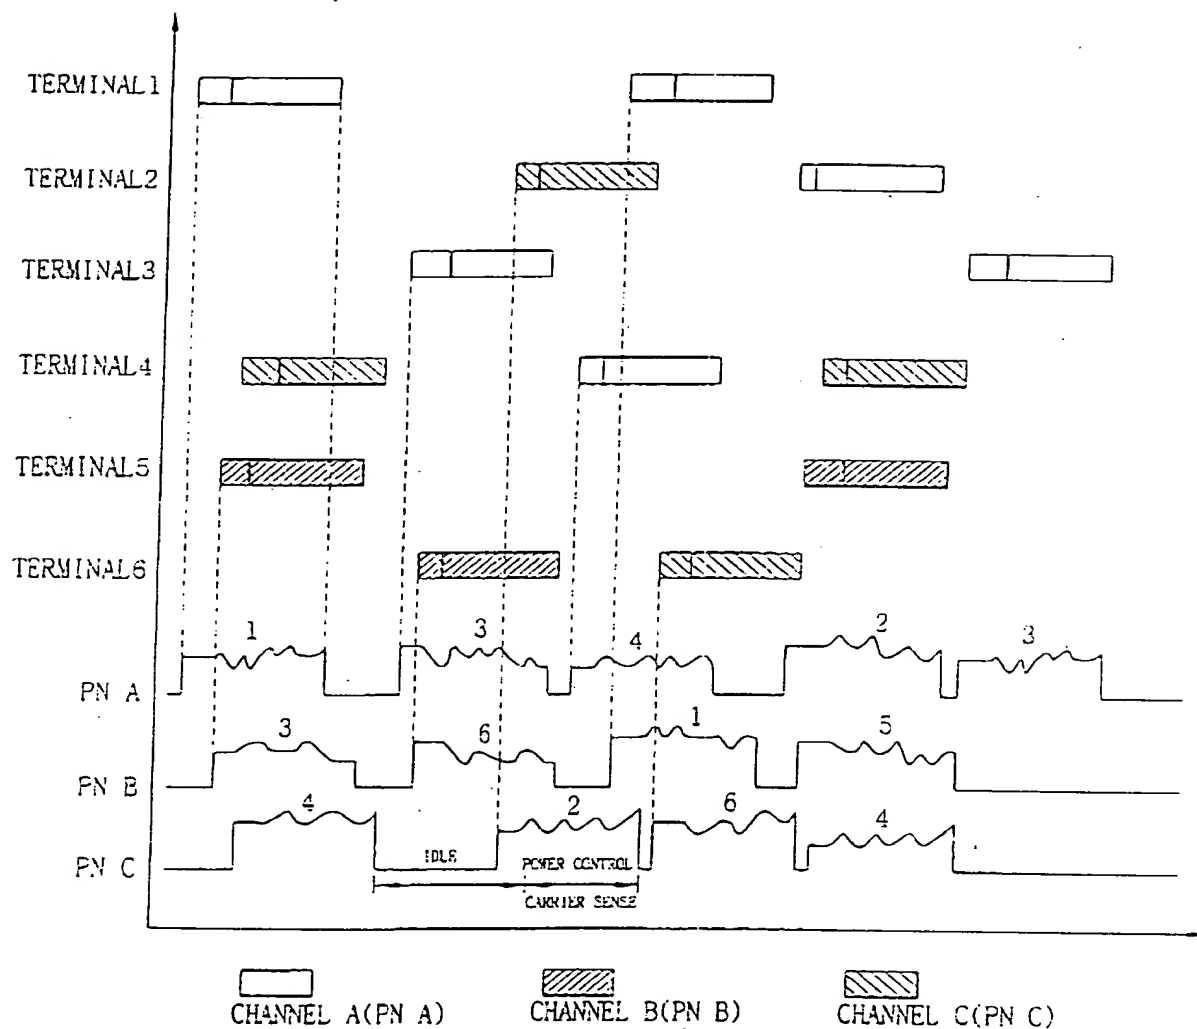 TERMINAL1
TERMINAL2
TERMINAL3
TERMINAL4
TERMINAL5
TERMINAL6
1 3 4 2 3
PN A
3 6 1 5
PN B
4 2 6 4
PN C
IDLE POWER CONTROL
CARRIER SENSE
CHANNEL A(PN A) CHANNEL B(PN B) CHANNEL C(PN C)